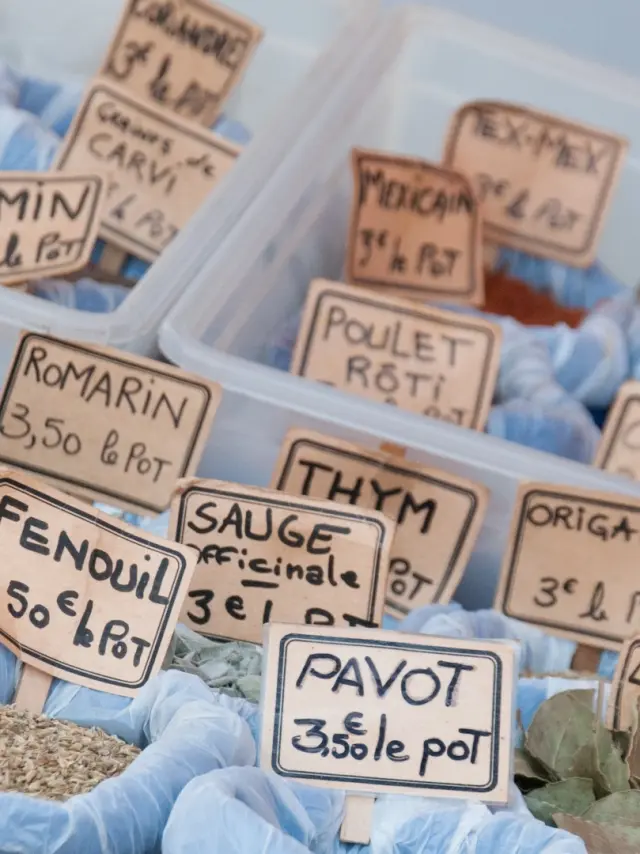 CORIANDRE
3€ le POT
Graines de
CARVI
le POT
MIN
le POT
TEX-MEX
3€ le POT
MEXICAIN
3€ le POT
POULET
RÔTI
POT
ROMARIN
3,50 le POT
THYM
POT
ORIGA
3€ le
SAUGE
officinale
3€ l POT
FENOUIL
50€ le POT
PAVOT
3,50€ le pot